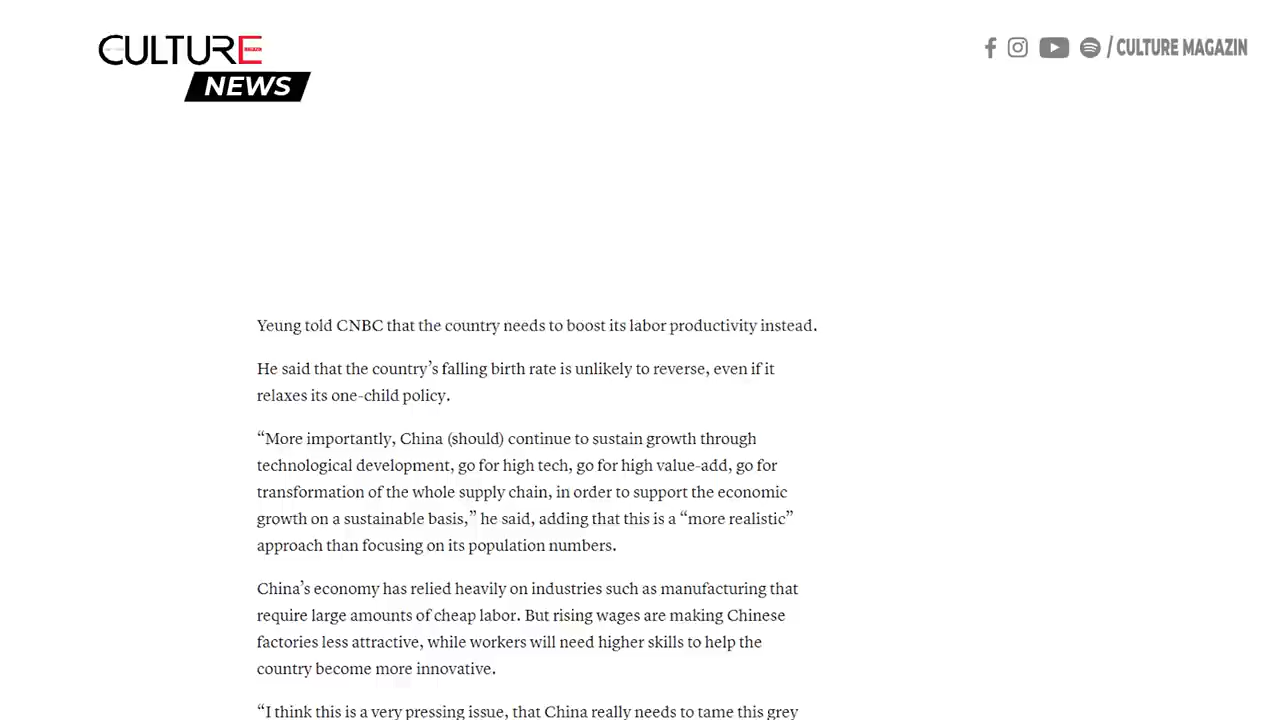 CULTURE
NEWS
/ CULTURE MAGAZIN
Yeung told CNBC that the country needs to boost its labor productivity instead.
He said that the country’s falling birth rate is unlikely to reverse, even if it
relaxes its one-child policy.
“More importantly, China (should) continue to sustain growth through
technological development, go for high tech, go for high value-add, go for
transformation of the whole supply chain, in order to support the economic
growth on a sustainable basis,” he said, adding that this is a “more realistic”
approach than focusing on its population numbers.
China’s economy has relied heavily on industries such as manufacturing that
require large amounts of cheap labor. But rising wages are making Chinese
factories less attractive, while workers will need higher skills to help the
country become more innovative.
“I think this is a very pressing issue, that China really needs to tame this grey